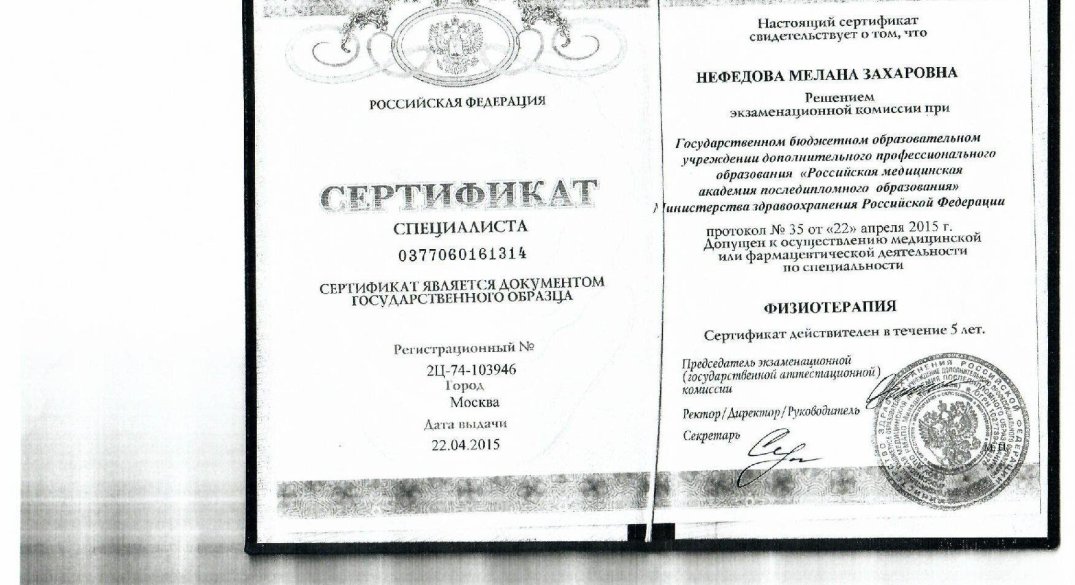 РОССИЙСКАЯ ФЕДЕРАЦИЯ
СЕРТИФИКАТ
СПЕЦИАЛИСТА
0377060161314
СЕРТИФИКАТ ЯВЛЯЕТСЯ ДОКУМЕНТОМ
ГОСУДАРСТВЕННОГО ОБРАЗЦА
Регистрационный №
2Ц-74-103946
Город
Москва
Дата выдачи
22.04.2015
Настоящий сертификат
свидетельствует о том, что
НЕФЕДОВА МЕЛАНА ЗАХАРОВНА
Решением
экзаменационной комиссии при
Государственном бюджетном образовательном
учреждении дополнительного профессионального
образования «Российская медицинская
академия последипломного образования»
Министерства здравоохранения Российской Федерации
протокол № 35 от «22» апреля 2015 г.
Допущен к осуществлению медицинской
или фармацевтической деятельности
по специальности
ФИЗИОТЕРАПИЯ
Сертификат действителен в течение 5 лет.
Председатель экзаменационной
(государственной аттестационной)
комиссии
Ректор/Директор/Руководитель
Секретарь
М.П.